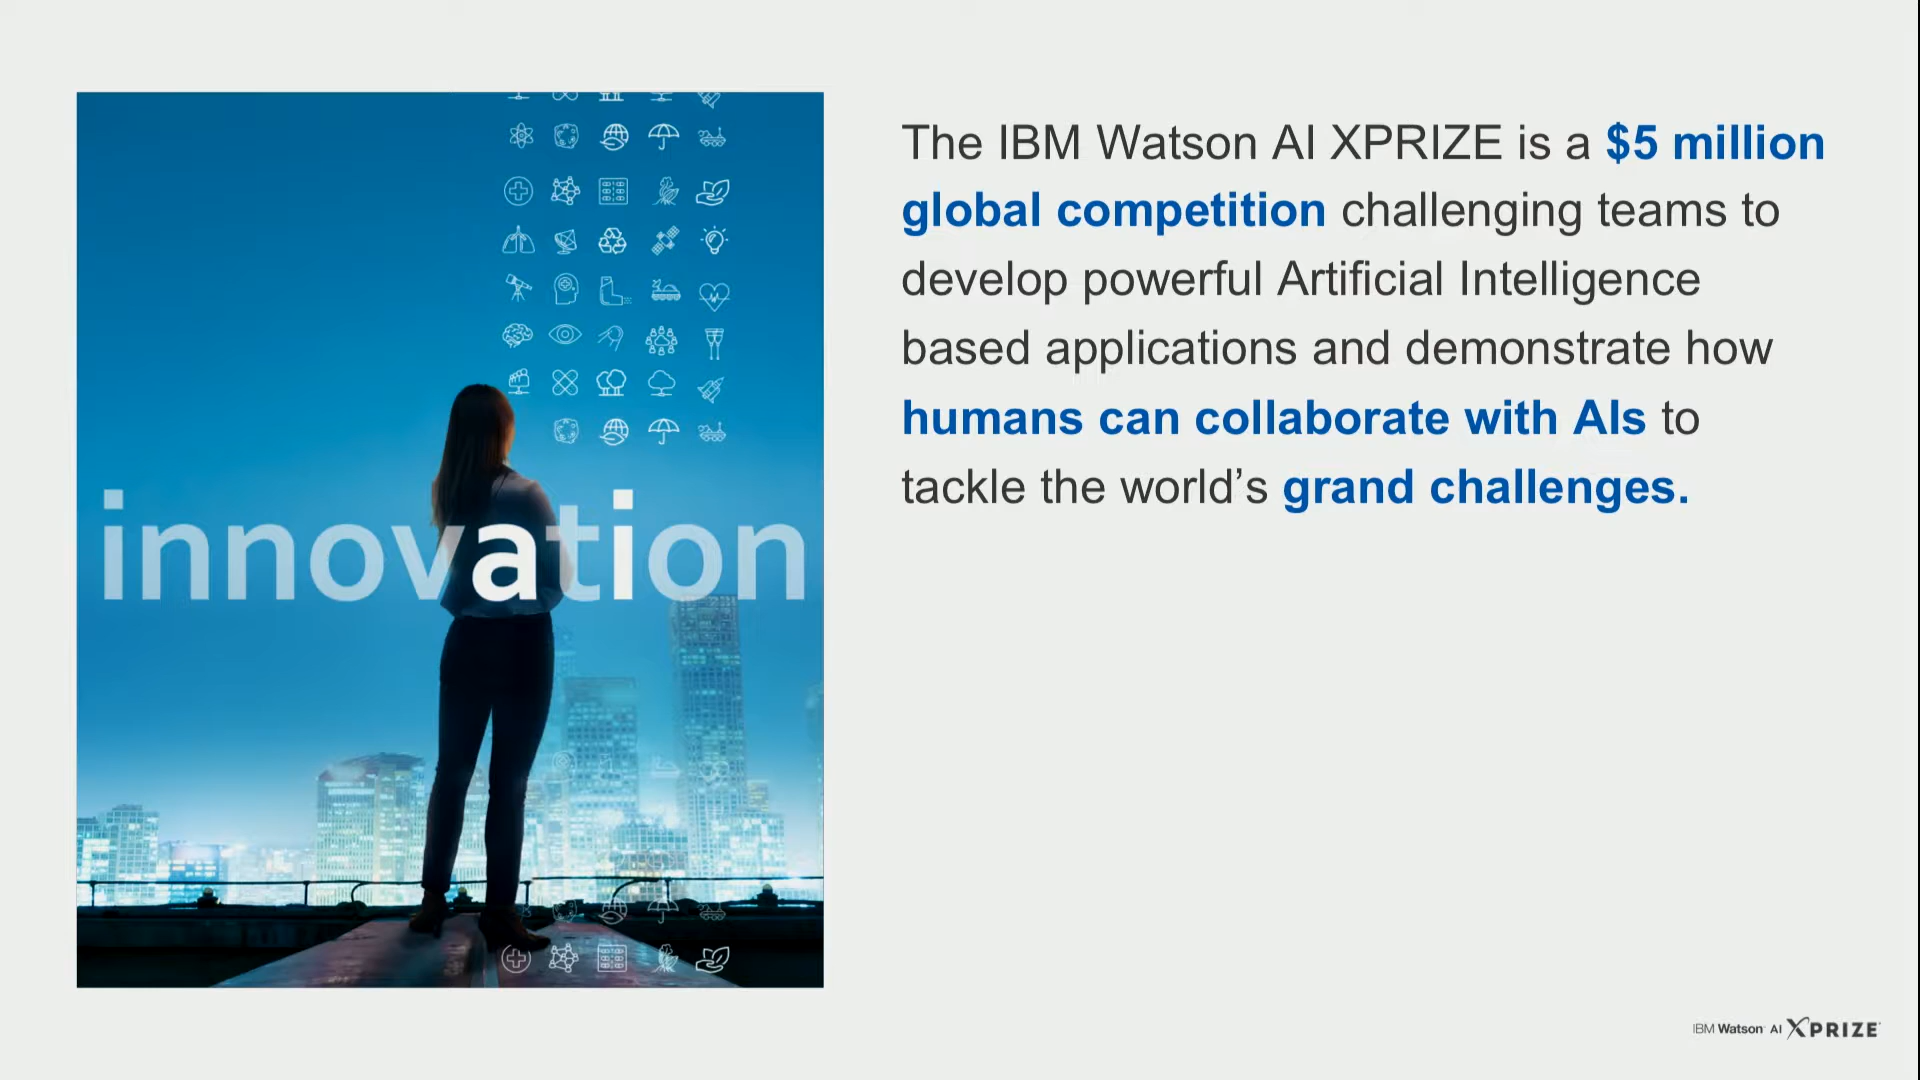 innovation
The IBM Watson AI XPRIZE is a $5 million
global competition challenging teams to
develop powerful Artificial Intelligence
based applications and demonstrate how
humans can collaborate with AIs to
tackle the world’s grand challenges.
IBM Watson AI XPRIZE